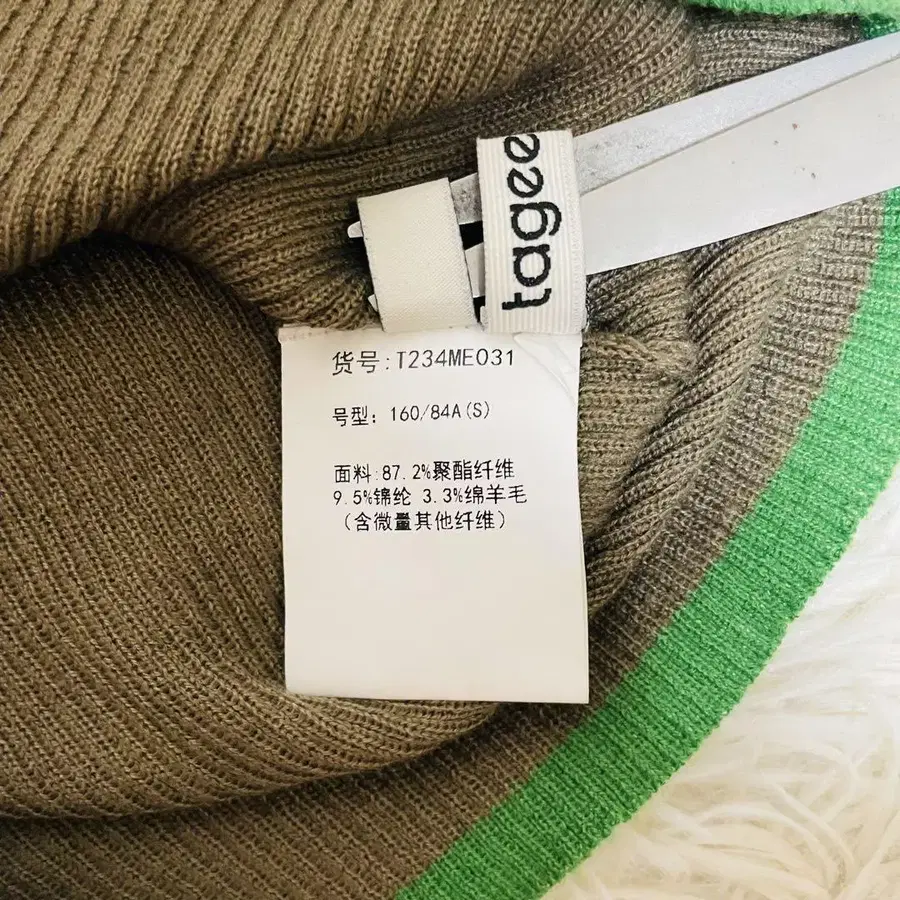 tagee
货号:T234ME031
号型: 160/84A(S)
面料:87.2%聚酯纤维
9.5%锦纶 3.3%绵羊毛
(含微量其他纤维)